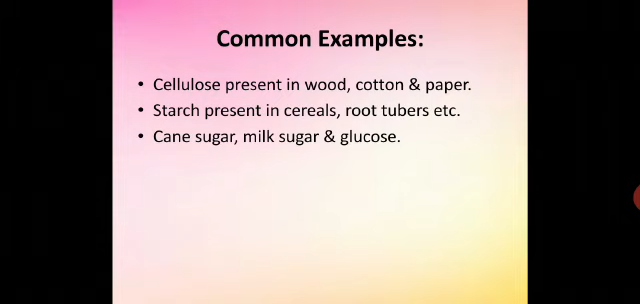 Common Examples:
• Cellulose present in wood, cotton & paper.
• Starch present in cereals, root tubers etc.
• Cane sugar, milk sugar & glucose.